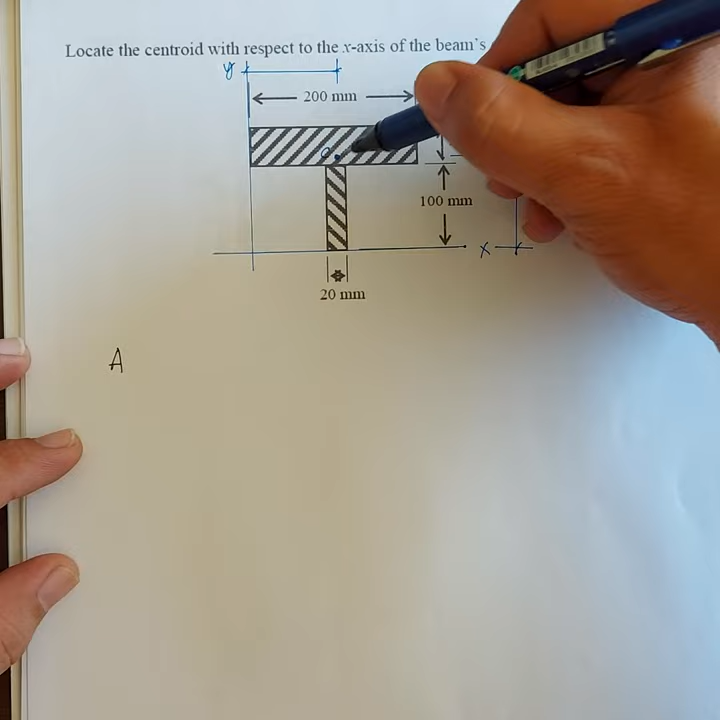 Locate the centroid with respect to the x-axis of the beam's
y
200 mm
100 mm
x
20 mm
A